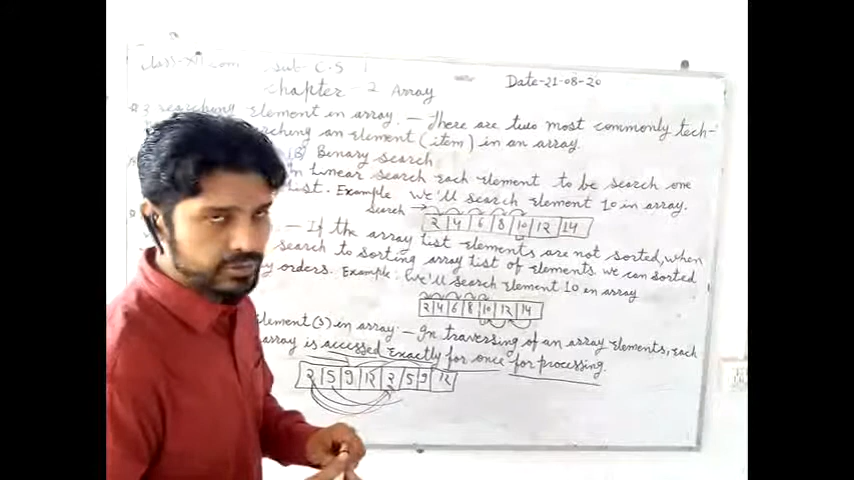 Class-XI com sub- C.S
Date-21-08-20
chapter - 2 Array
searching element in array. - There are two most commonly tech-
searching an element (item) in an array.
(B) Binary search.
In Linear search each element to be search one
list. Example We'll search element 10 in array.
search →
2 4 6 8 10 12 14
- If the array list elements are not sorted, when
search to sorting array list of elements we can sorted
orders. Example: We'll search element 10 en array
2 4 6 8 10 12 14
element(s) in array - In traversing of an array elements, each
array is accessed exactly for once for processing.
2 5 9 12 2 5 9 12